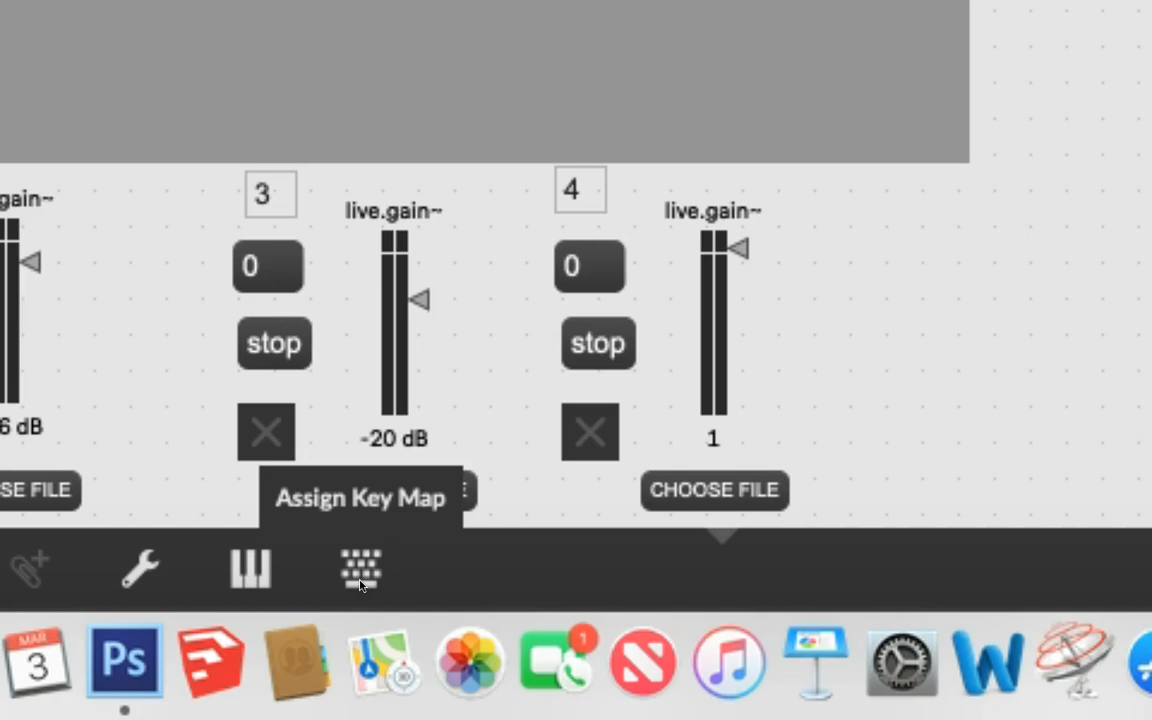 gain~
3
live.gain~
4
live.gain~
0
0
stop
stop
6 dB
-20 dB
1
SE FILE
E
CHOOSE FILE
Assign Key Map
MAR
3
Ps
1